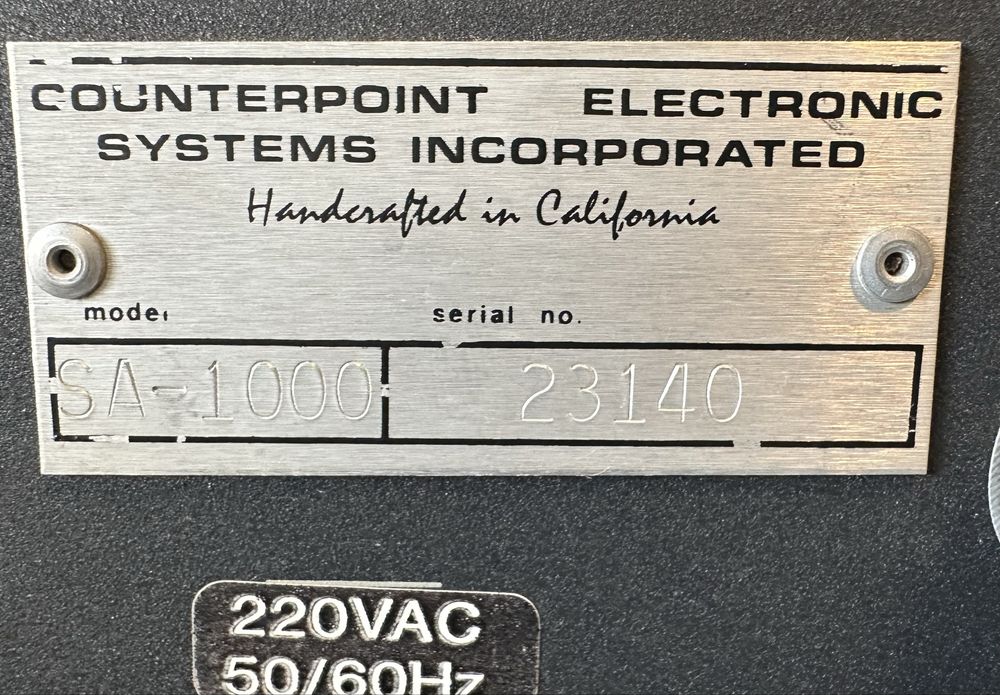 COUNTERPOINT ELECTRONIC
SYSTEMS INCORPORATED
Handcrafted in California
model serial no.
SA-1000 23140
220VAC
50/60Hz